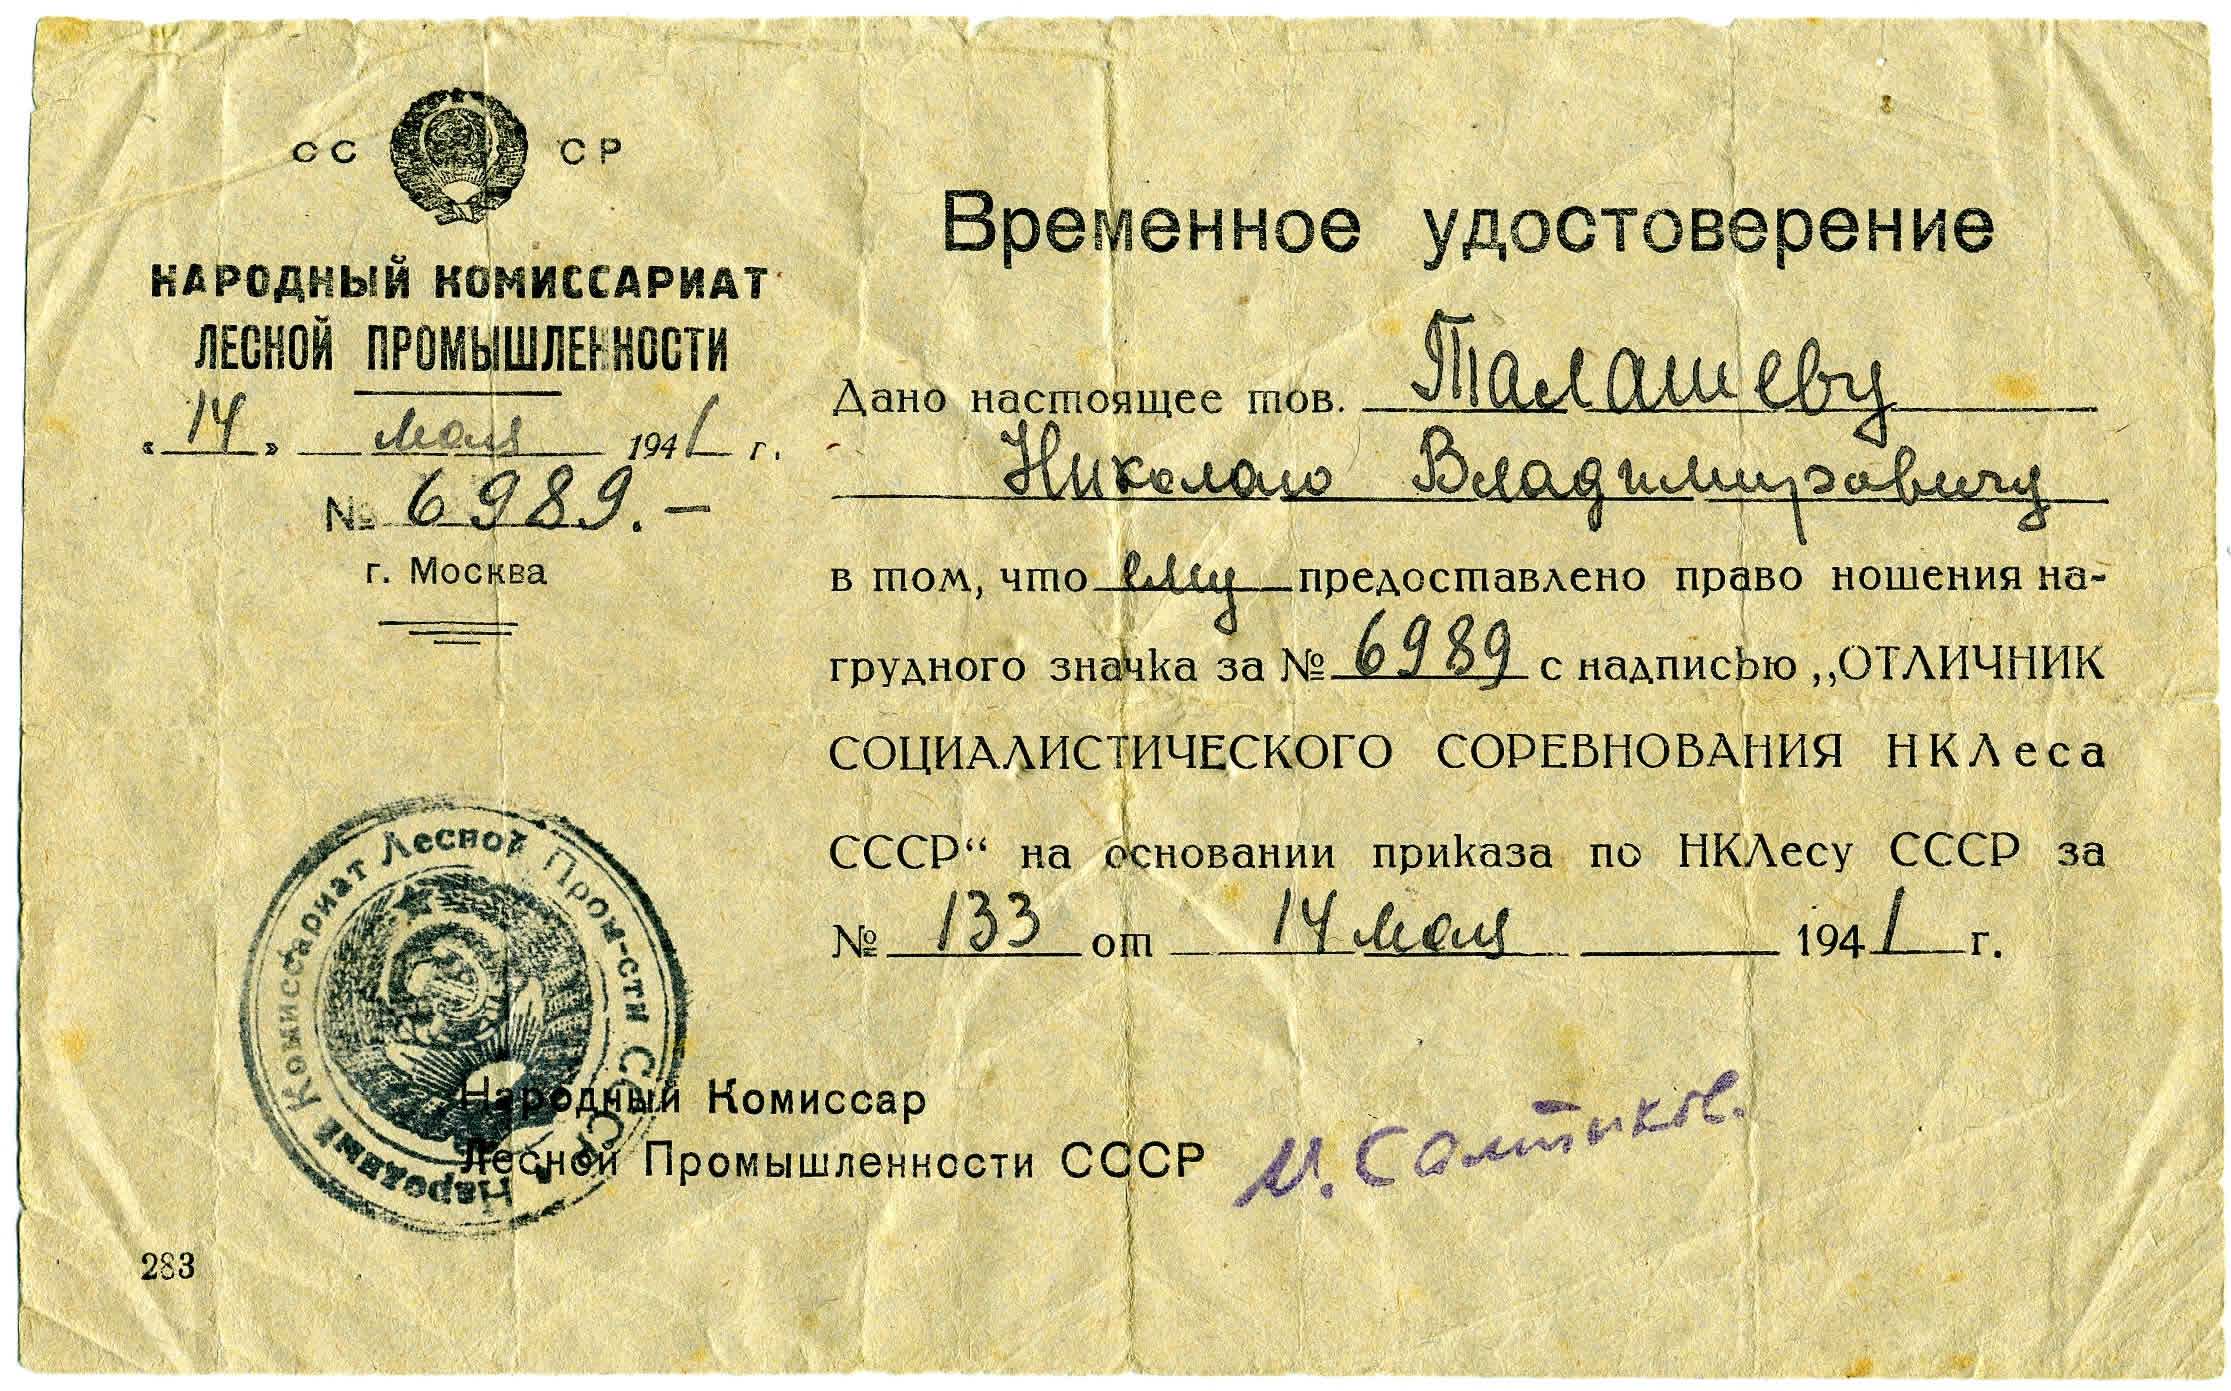 СС СР
НАРОДНЫЙ КОМИССАРИАТ
ЛЕСНОЙ ПРОМЫШЛЕННОСТИ
«14» мая 1941 г.
№ 6989.—
г. Москва
Временное удостоверение
Дано настоящее тов. Талашеву
Николаю Владимировичу
в том, что ему предоставлено право ношения на-
грудного значка за № 6989 с надписью „ОТЛИЧНИК
СОЦИАЛИСТИЧЕСКОГО СОРЕВНОВАНИЯ НКЛеса
СССР“ на основании приказа по НКЛесу СССР за
№ 133 от 14 мая 1941 г.
Народный Комиссариат Лесной Пром-сти СССР
Народный Комиссар
Лесной Промышленности СССР
М. Салтыков.
283